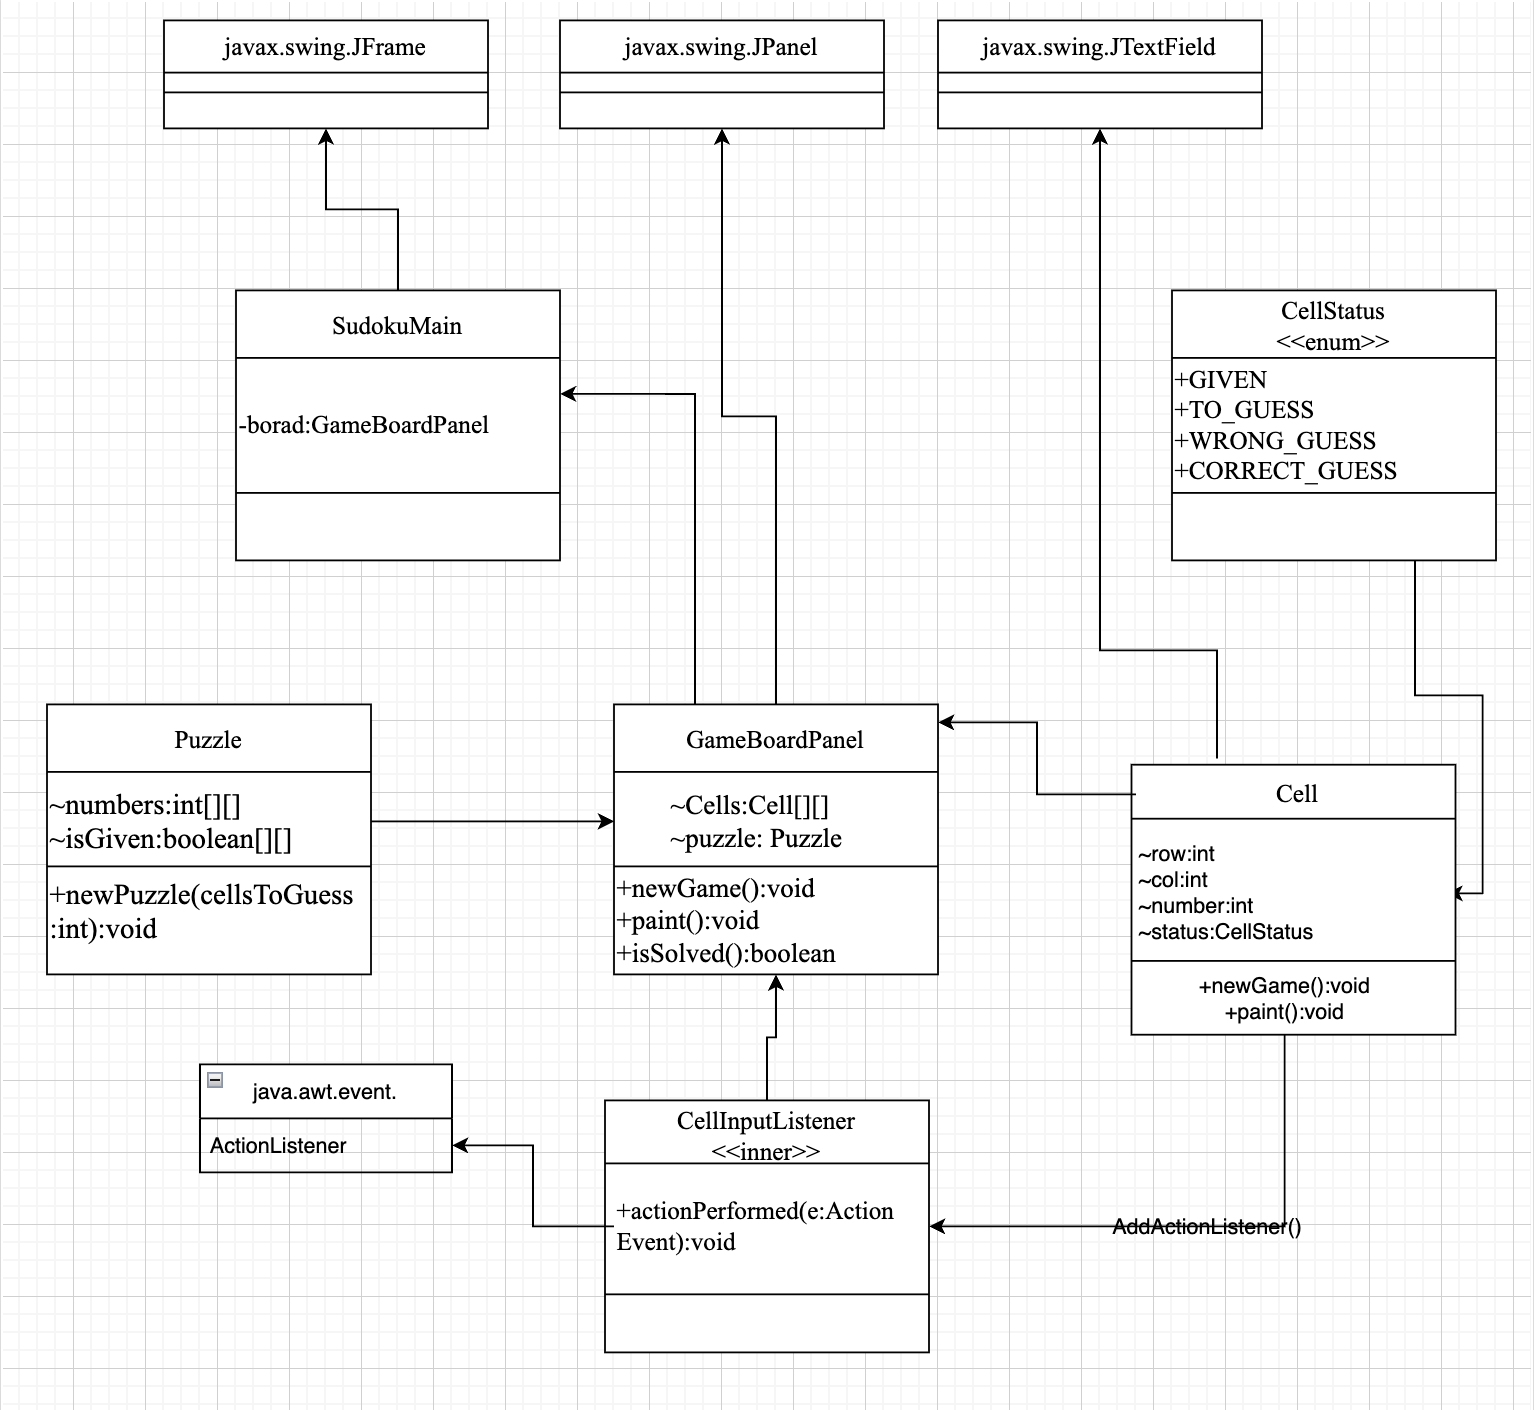 javax.swing.JFrame
javax.swing.JPanel
javax.swing.JTextField
SudokuMain
-borad:GameBoardPanel
CellStatus
<<enum>>
+GIVEN
+TO_GUESS
+WRONG_GUESS
+CORRECT_GUESS
Puzzle
~numbers:int[][]
~isGiven:boolean[][]
+newPuzzle(cellsToGuess
:int):void
GameBoardPanel
~Cells:Cell[][]
~puzzle: Puzzle
+newGame():void
+paint():void
+isSolved():boolean
Cell
~row:int
~col:int
~number:int
~status:CellStatus
+newGame():void
+paint():void
java.awt.event.
ActionListener
CellInputListener
<<inner>>
+actionPerformed(e:Action
Event):void
AddActionListener()